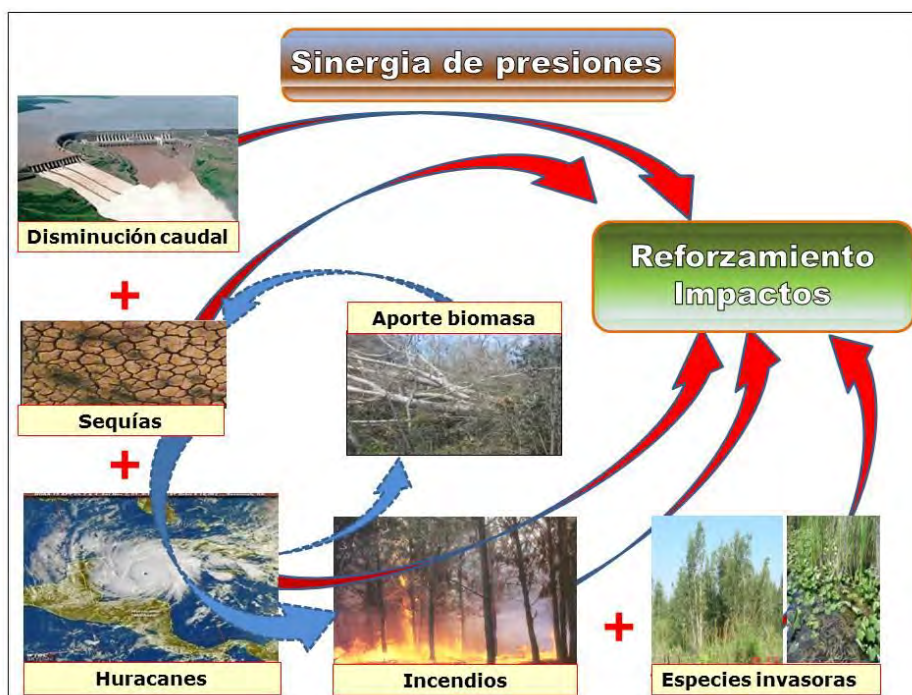 Sinergia de presiones
Disminución caudal
+
Reforzamiento
Impactos
Aporte biomasa
Sequías
+
Huracanes
Incendios
+
Especies invasoras